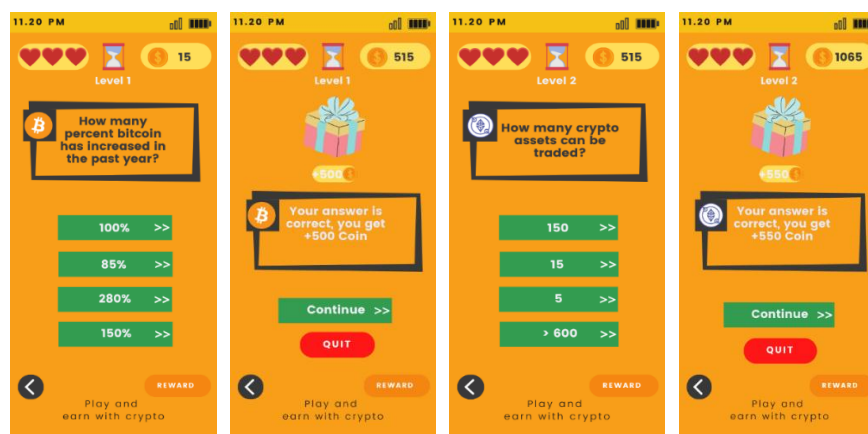 11.20 PM
15
Level 1
How many
percent bitcoin
has increased in
the past year?
100% >>
85% >>
280% >>
150% >>
REWARD
Play and
earn with crypto
11.20 PM
515
Level 1
+500
Your answer is
correct, you get
+500 Coin
Continue >>
QUIT
REWARD
Play and
earn with crypto
11.20 PM
515
Level 2
How many crypto
assets can be
traded?
150 >>
15 >>
5 >>
> 600 >>
REWARD
Play and
earn with crypto
11.20 PM
1065
Level 2
+550
Your answer is
correct, you get
+550 Coin
Continue >>
QUIT
REWARD
Play and
earn with crypto